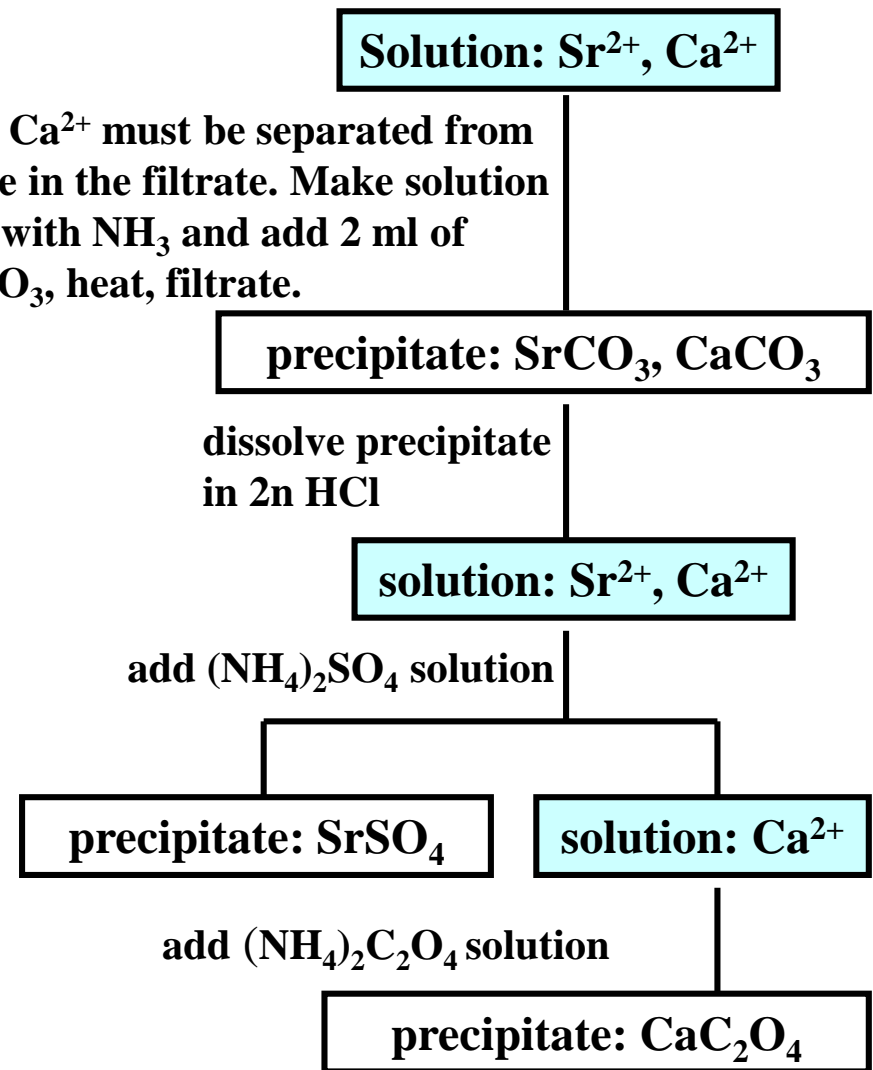 Solution: Sr²⁺, Ca²⁺
Ca²⁺ must be separated from
e in the filtrate. Make solution
with NH₃ and add 2 ml of
O₃, heat, filtrate.
precipitate: SrCO₃, CaCO₃
dissolve precipitate
in 2n HCl
solution: Sr²⁺, Ca²⁺
add (NH₄)₂SO₄ solution
precipitate: SrSO₄
solution: Ca²⁺
add (NH₄)₂C₂O₄ solution
precipitate: CaC₂O₄